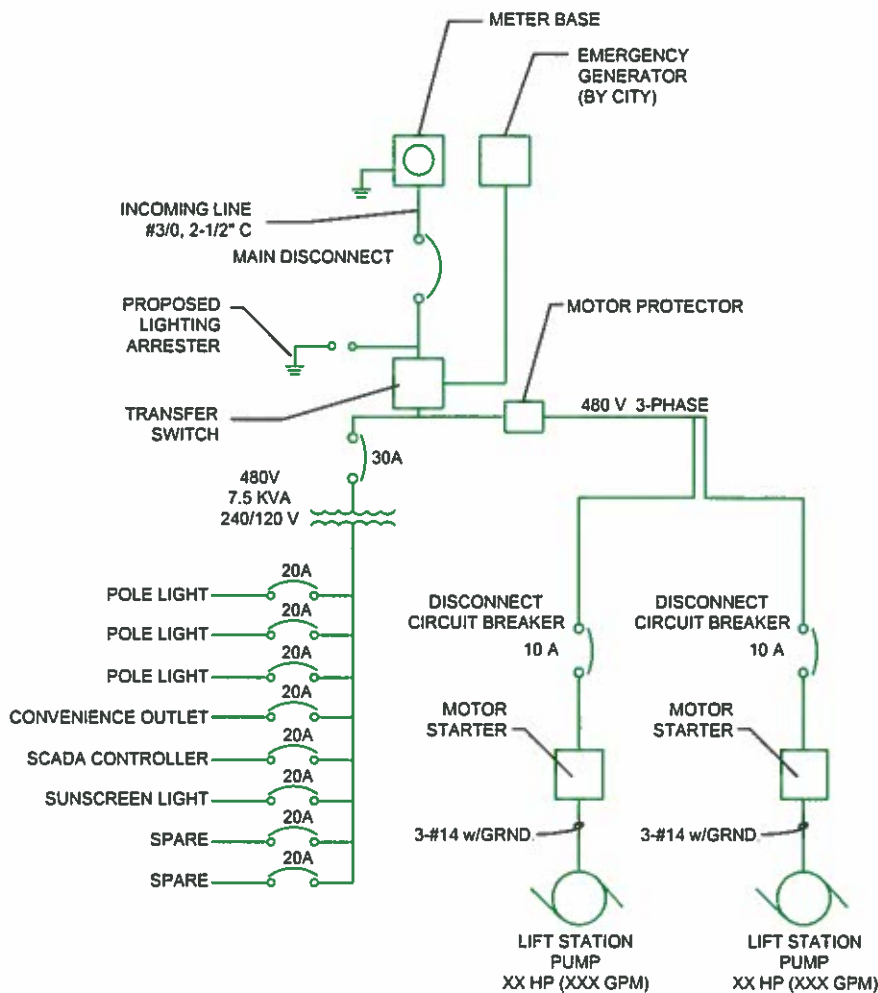 METER BASE
EMERGENCY
GENERATOR
(BY CITY)
INCOMING LINE
#3/0, 2-1/2" C
MAIN DISCONNECT
PROPOSED
LIGHTING
ARRESTER
MOTOR PROTECTOR
TRANSFER
SWITCH
480 V 3-PHASE
30A
480V
7.5 KVA
240/120 V
20A
POLE LIGHT
20A
POLE LIGHT
20A
POLE LIGHT
20A
CONVENIENCE OUTLET
20A
SCADA CONTROLLER
20A
SUNSCREEN LIGHT
20A
SPARE
20A
SPARE
DISCONNECT
CIRCUIT BREAKER
10 A
MOTOR
STARTER
3-#14 w/GRND.
LIFT STATION
PUMP
XX HP (XXX GPM)
DISCONNECT
CIRCUIT BREAKER
10 A
MOTOR
STARTER
3-#14 w/GRND.
LIFT STATION
PUMP
XX HP (XXX GPM)